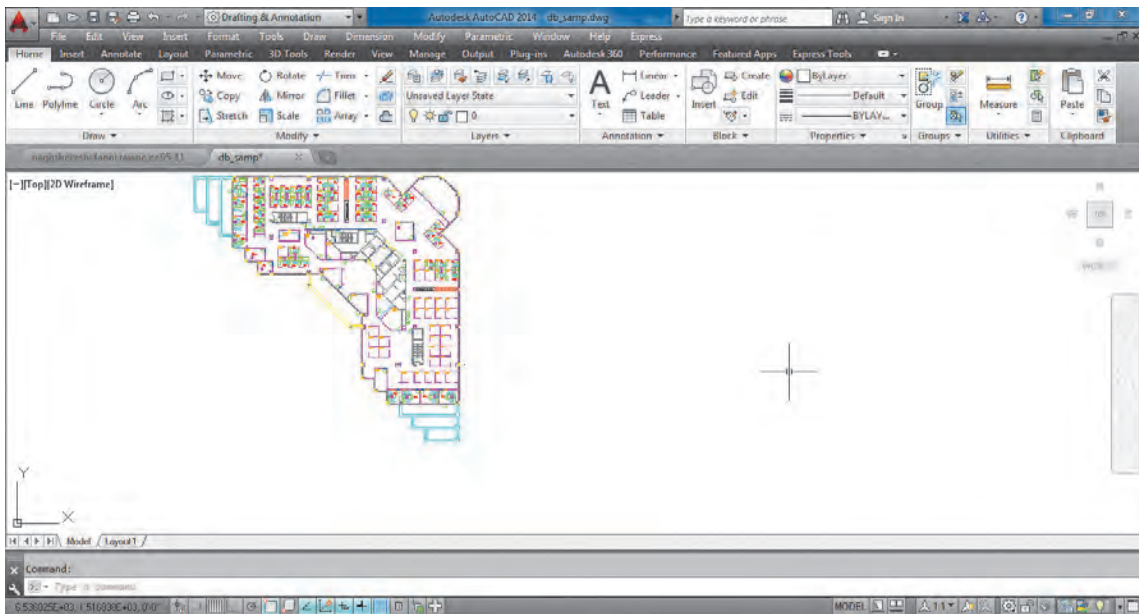 Drafting & Annotation
Autodesk AutoCAD 2014 db_samp.dwg
Type a keyword or phrase
Sign In
File Edit View Insert Format Tools Draw Dimension Modify Parametric Window Help Express
Home Insert Annotate Layout Parametric 3D Tools Render View Manage Output Plug-ins Autodesk 360 Performance Featured Apps Express Tools
Line Polyline Circle Arc
Move Rotate Trim
Copy Mirror Fillet
Stretch Scale Array
Unsaved Layer State
0
Text
Linear
Leader
Table
Insert
Create
Edit
ByLayer
Default
BYLAY...
Group
Measure
Paste
Draw Modify Layers Annotation Block Properties Groups Utilities Clipboard
db_samp*
[−][Top][2D Wireframe]
TOP
Y
X
Model Layout1
Command:
Type a command
MODEL